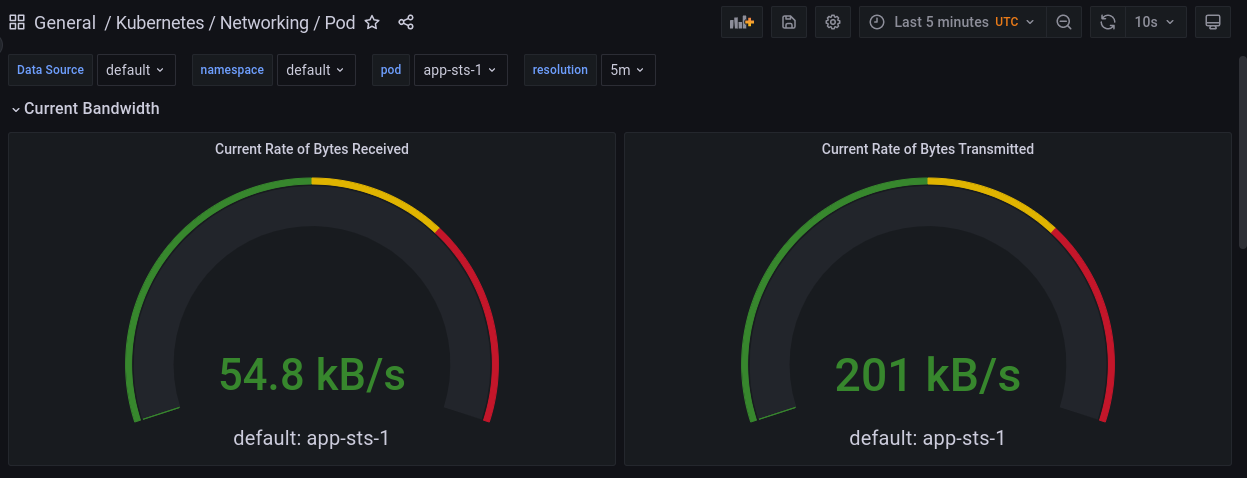 General / Kubernetes / Networking / Pod
Last 5 minutes UTC
10s
Data Source default namespace default pod app-sts-1 resolution 5m
Current Bandwidth
Current Rate of Bytes Received
54.8 kB/s
default: app-sts-1
Current Rate of Bytes Transmitted
201 kB/s
default: app-sts-1